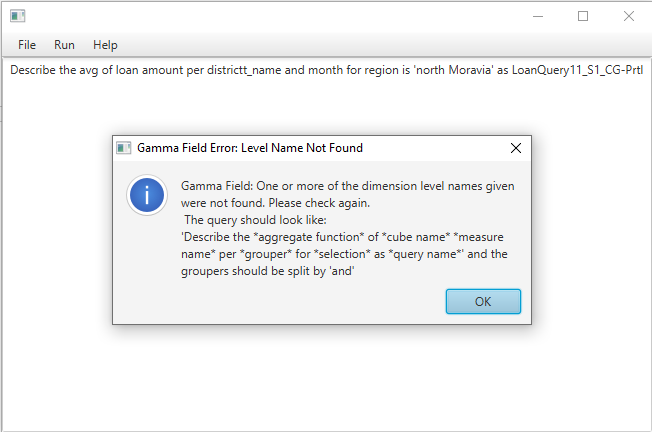 File Run Help
Describe the avg of loan amount per districtt_name and month for region is 'north Moravia' as LoanQuery11_S1_CG-Prtl
Gamma Field Error: Level Name Not Found
Gamma Field: One or more of the dimension level names given
were not found. Please check again.
The query should look like:
'Describe the *aggregate function* of *cube name* *measure
name* per *grouper* for *selection* as *query name*' and the
groupers should be split by 'and'
OK